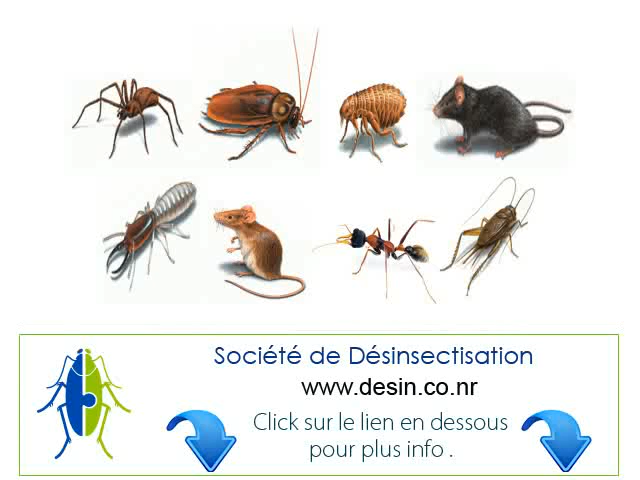 Société de Désinsectisation
www.desin.co.nr
Click sur le lien en dessous
pour plus info .